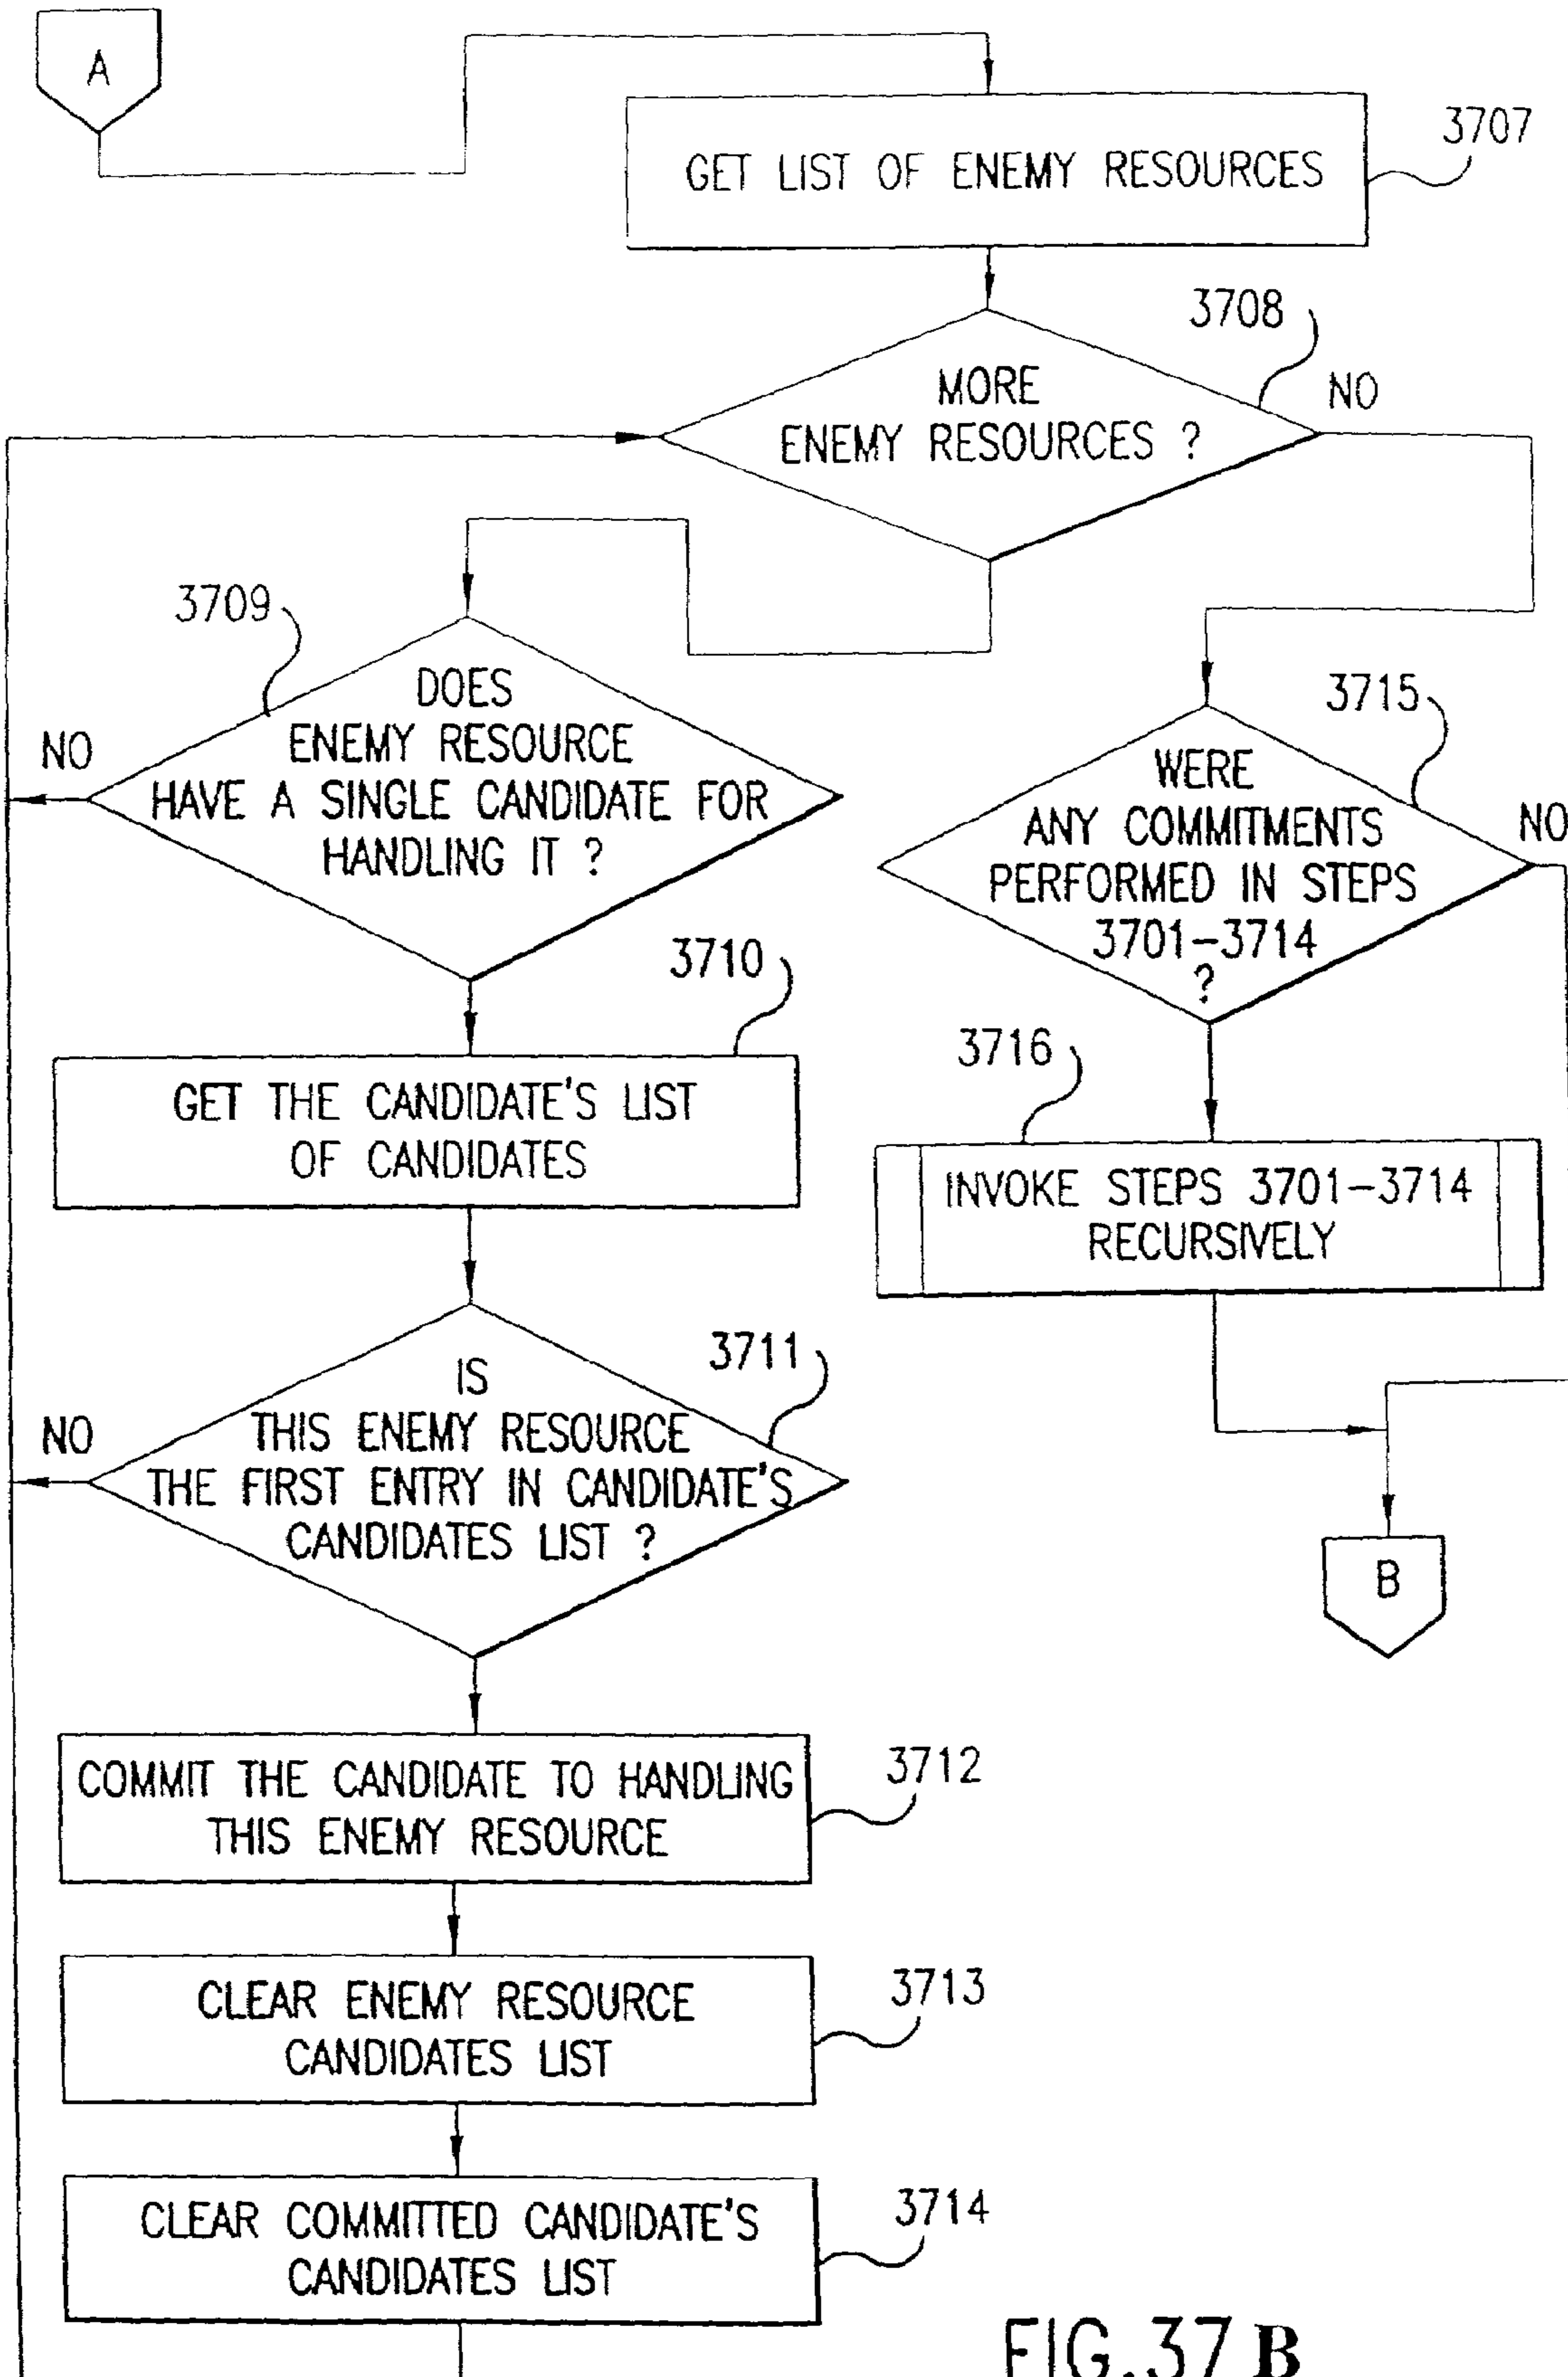 A
GET LIST OF ENEMY RESOURCES
3707
3708
MORE
ENEMY RESOURCES ?
NO
3709
DOES
ENEMY RESOURCE
HAVE A SINGLE CANDIDATE FOR
HANDLING IT ?
NO
3715
WERE
ANY COMMITMENTS
PERFORMED IN STEPS
3701-3714
?
NO
3710
GET THE CANDIDATE'S LIST
OF CANDIDATES
3716
INVOKE STEPS 3701-3714
RECURSIVELY
3711
IS
THIS ENEMY RESOURCE
THE FIRST ENTRY IN CANDIDATE'S
CANDIDATES LIST ?
NO
B
COMMIT THE CANDIDATE TO HANDLING
THIS ENEMY RESOURCE
3712
CLEAR ENEMY RESOURCE
CANDIDATES LIST
3713
CLEAR COMMITTED CANDIDATE'S
CANDIDATES LIST
3714
FIG.37 B